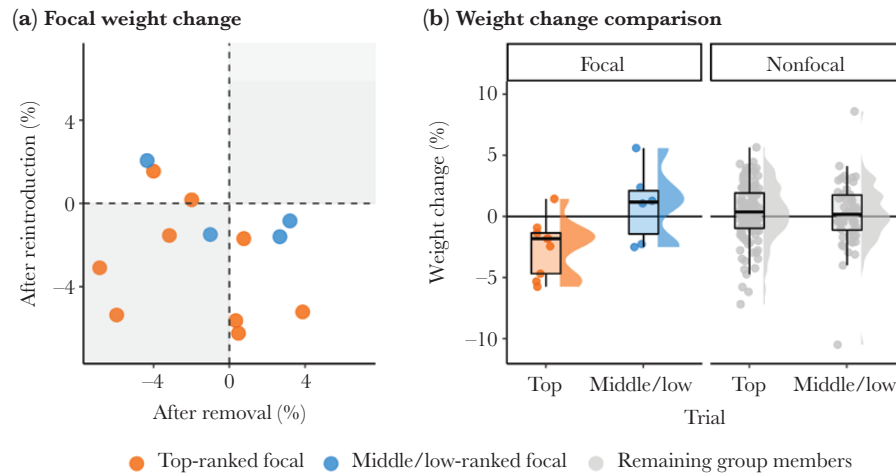 (a) Focal weight change
4
0
−4
After reintroduction (%)
−4 0 4
After removal (%)
(b) Weight change comparison
Focal Nonfocal
10
5
0
−5
−10
Weight change (%)
Top Middle/low Top Middle/low
Trial
Top-ranked focal Middle/low-ranked focal Remaining group members